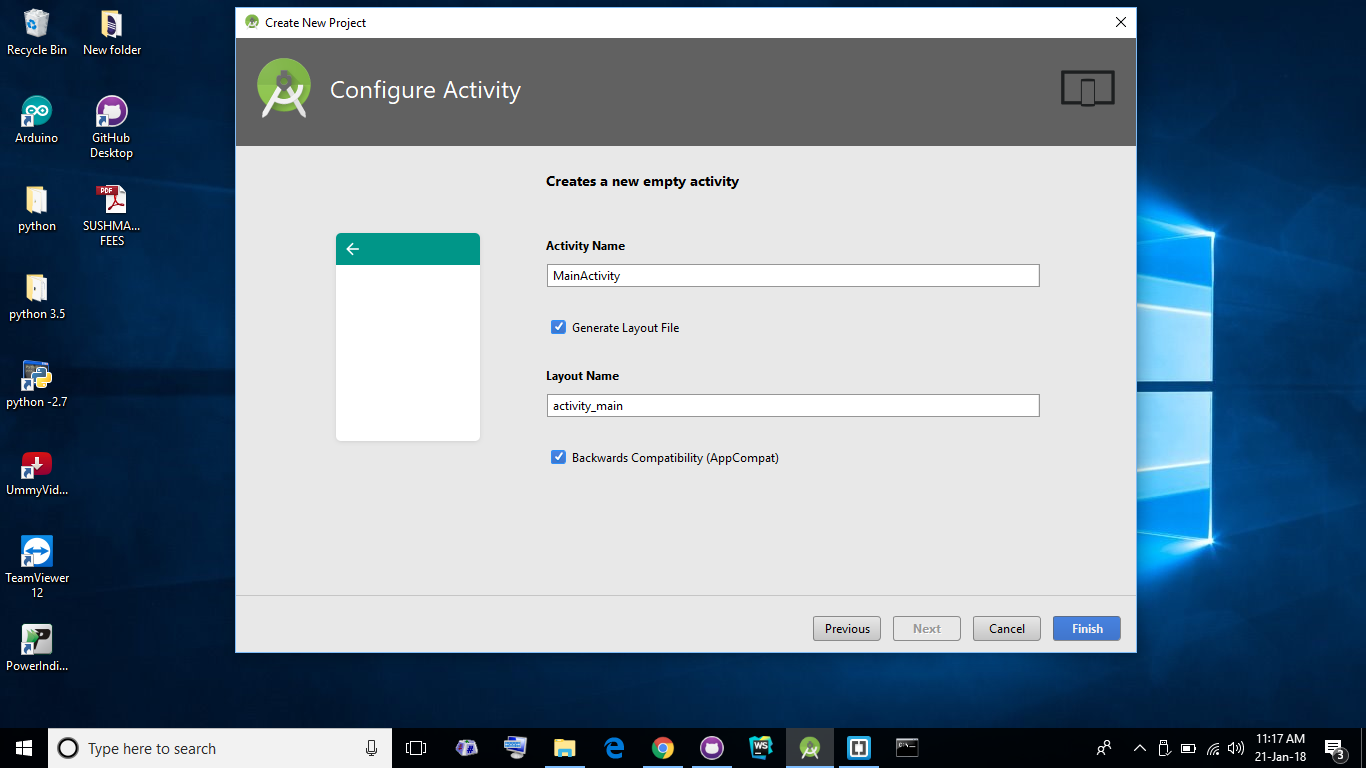 Recycle Bin
New folder
Arduino
GitHub
Desktop
python
PDF
SUSHMA...
FEES
python 3.5
python -2.7
UmmyVid...
TeamViewer
12
PowerIndi...
Create New Project
Configure Activity
Creates a new empty activity
Activity Name
MainActivity
Generate Layout File
Layout Name
activity_main
Backwards Compatibility (AppCompat)
Previous
Next
Cancel
Finish
Type here to search
WS
11:17 AM
21-Jan-18
3